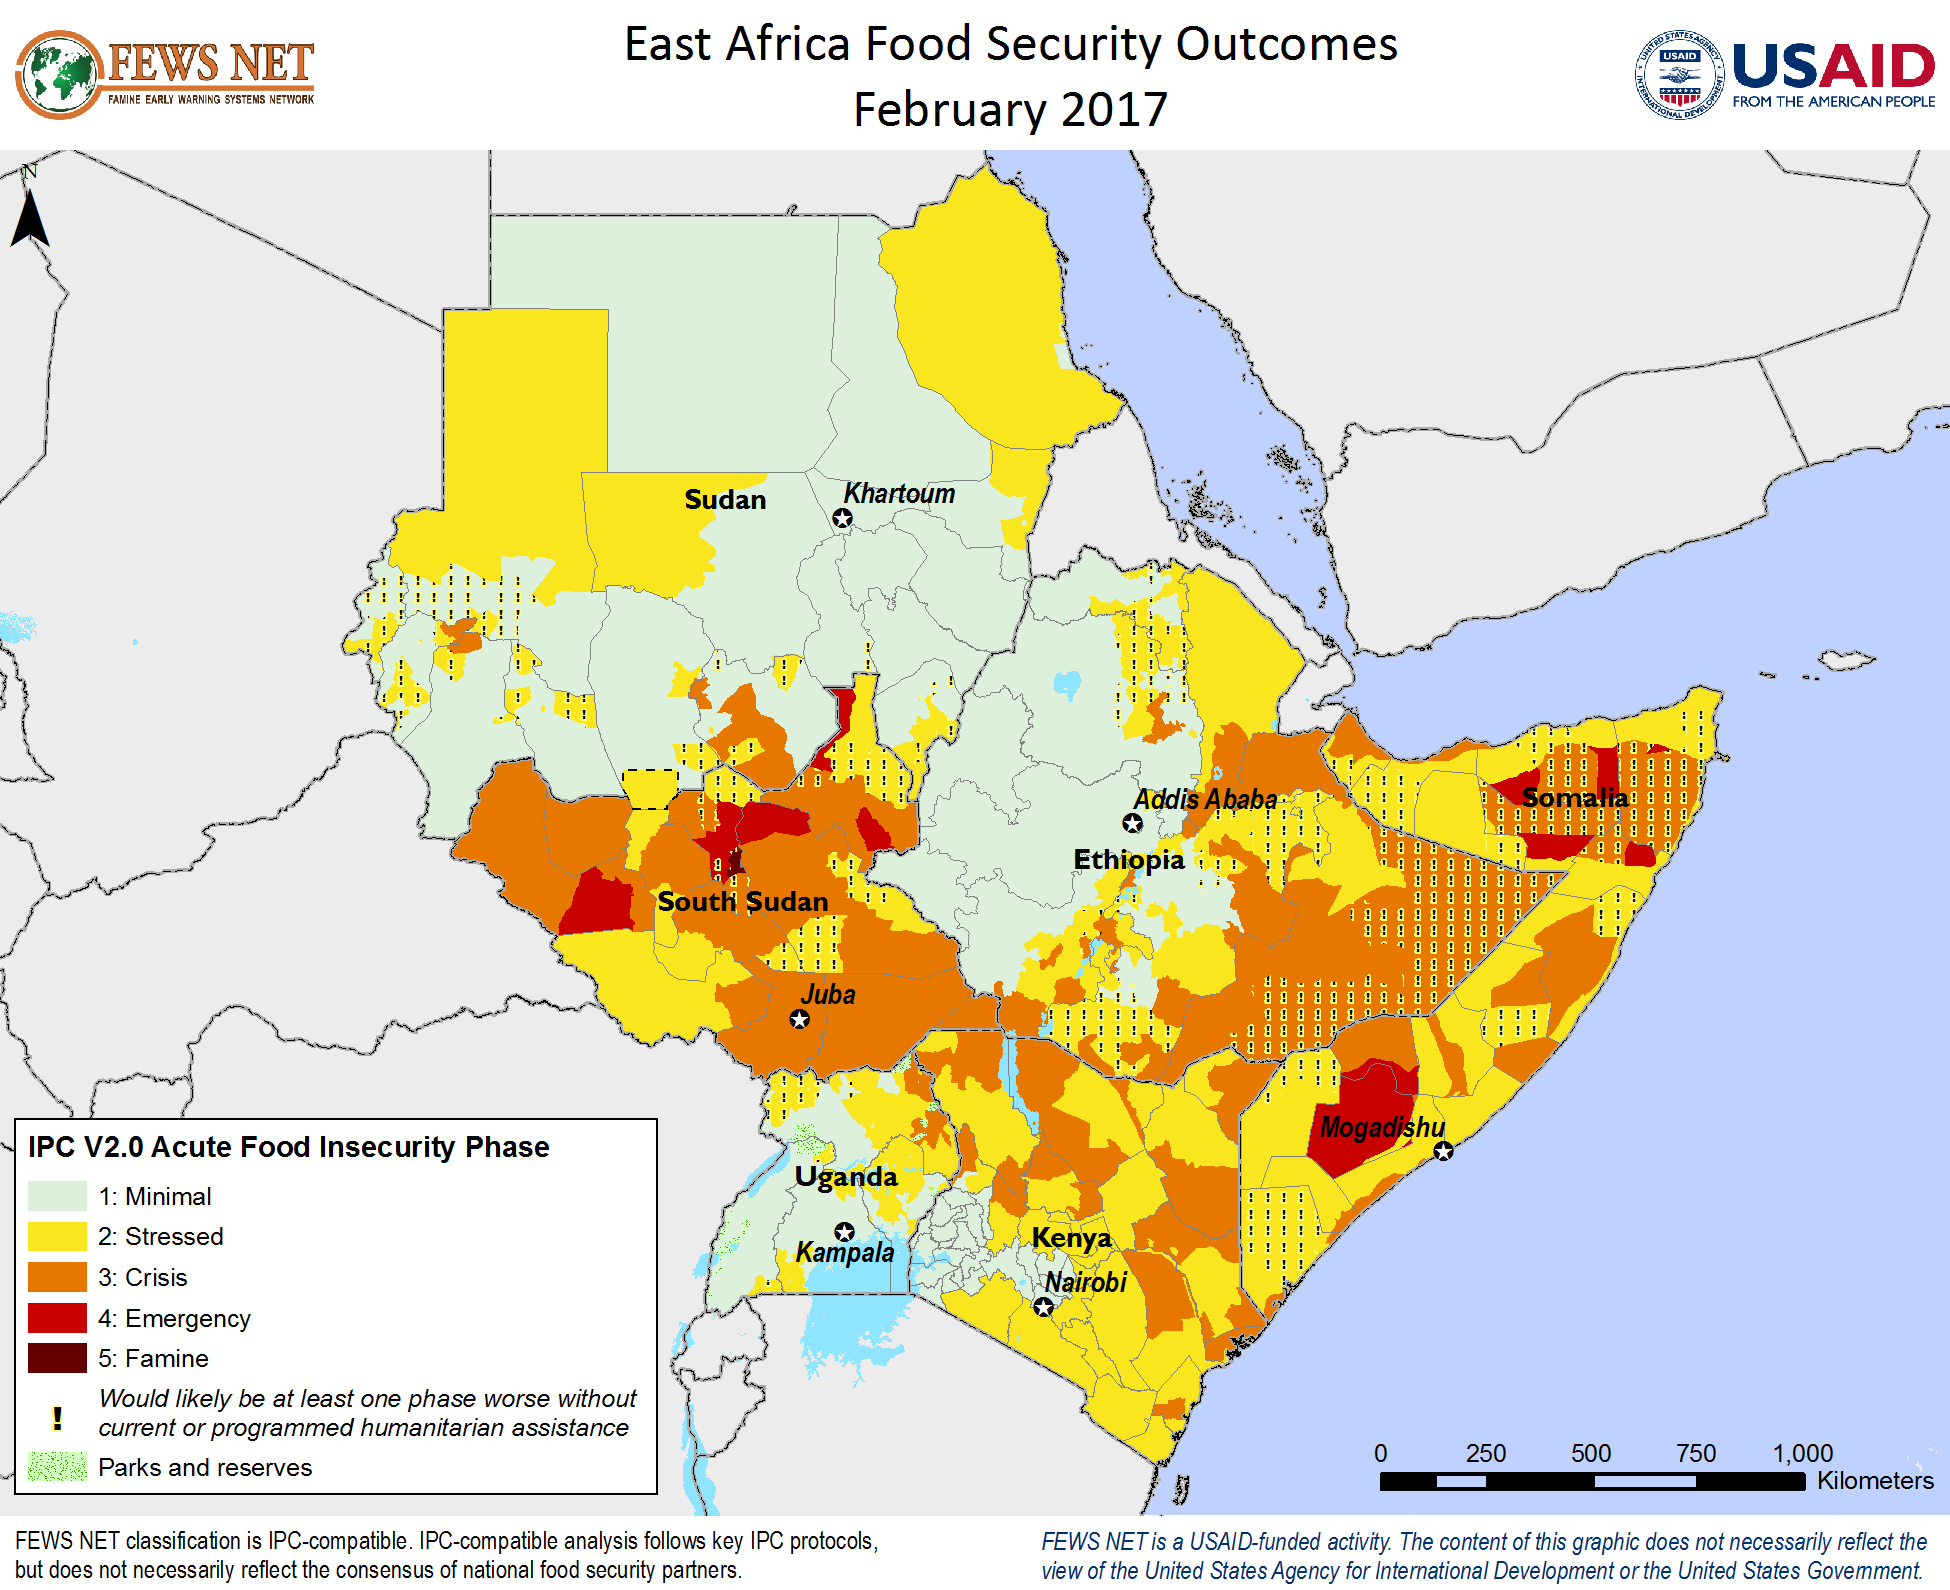 FEWS NET
FAMINE EARLY WARNING SYSTEMS NETWORK
East Africa Food Security Outcomes
February 2017
UNITED STATES AGENCY
USAID
INTERNATIONAL DEVELOPMENT
USAID
FROM THE AMERICAN PEOPLE
N
Sudan
Khartoum
Addis Ababa
Somalia
Ethiopia
South Sudan
Juba
Mogadishu
Uganda
Kampala
Kenya
Nairobi
IPC V2.0 Acute Food Insecurity Phase
1: Minimal
2: Stressed
3: Crisis
4: Emergency
5: Famine
! Would likely be at least one phase worse without
current or programmed humanitarian assistance
Parks and reserves
0 250 500 750 1,000
Kilometers
FEWS NET classification is IPC-compatible. IPC-compatible analysis follows key IPC protocols,
but does not necessarily reflect the consensus of national food security partners.
FEWS NET is a USAID-funded activity. The content of this graphic does not necessarily reflect the
view of the United States Agency for International Development or the United States Government.